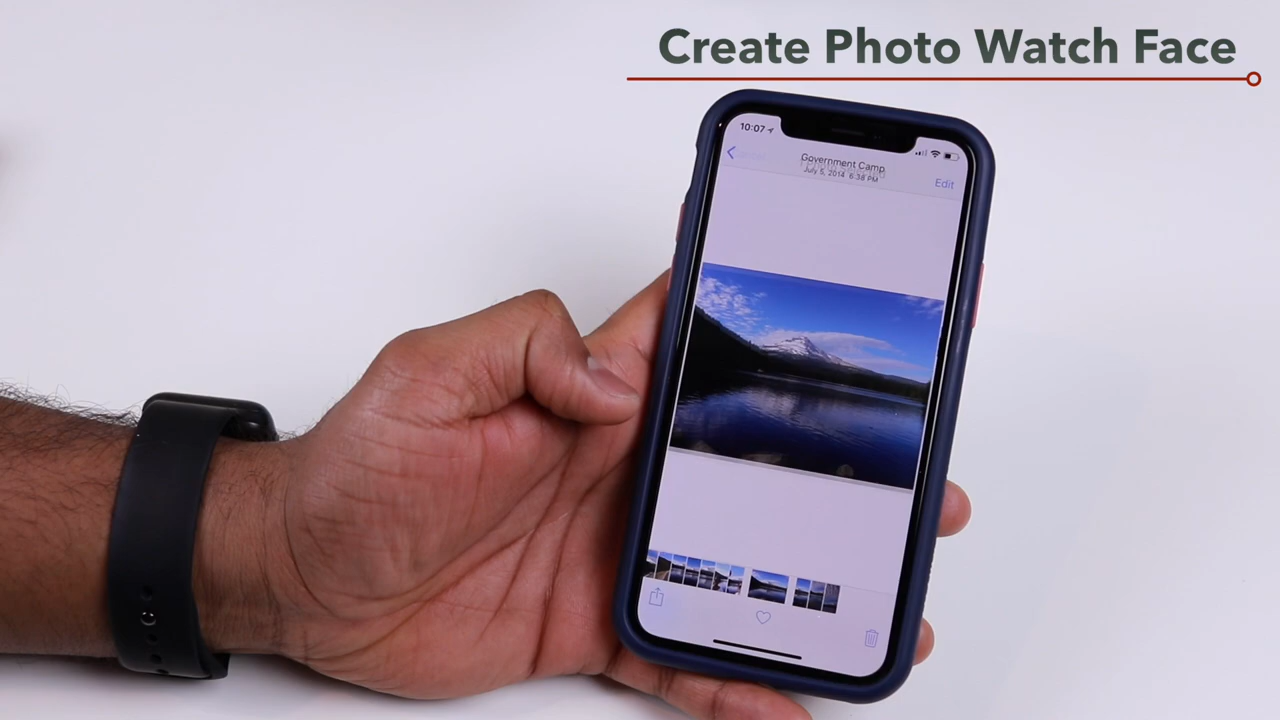 Create Photo Watch Face
10:07
Government Camp
July 5, 2014 6:38 PM
Edit